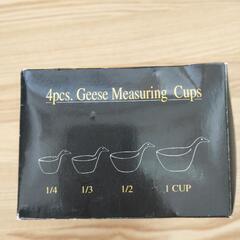 4pcs. Geese Measuring Cups
1/4 1/3 1/2 1 CUP